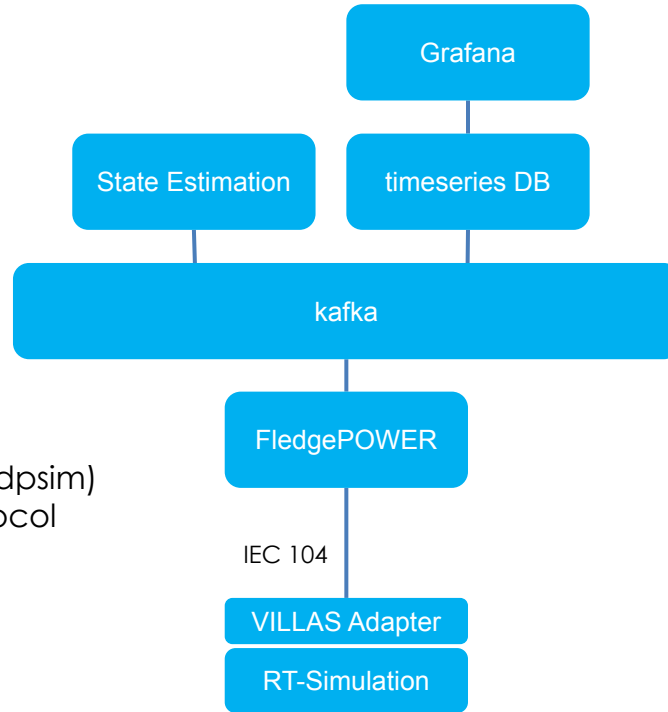 Grafana
State Estimation
timeseries DB
kafka
FledgePOWER
dpsim)
ocol
IEC 104
VILLAS Adapter
RT-Simulation